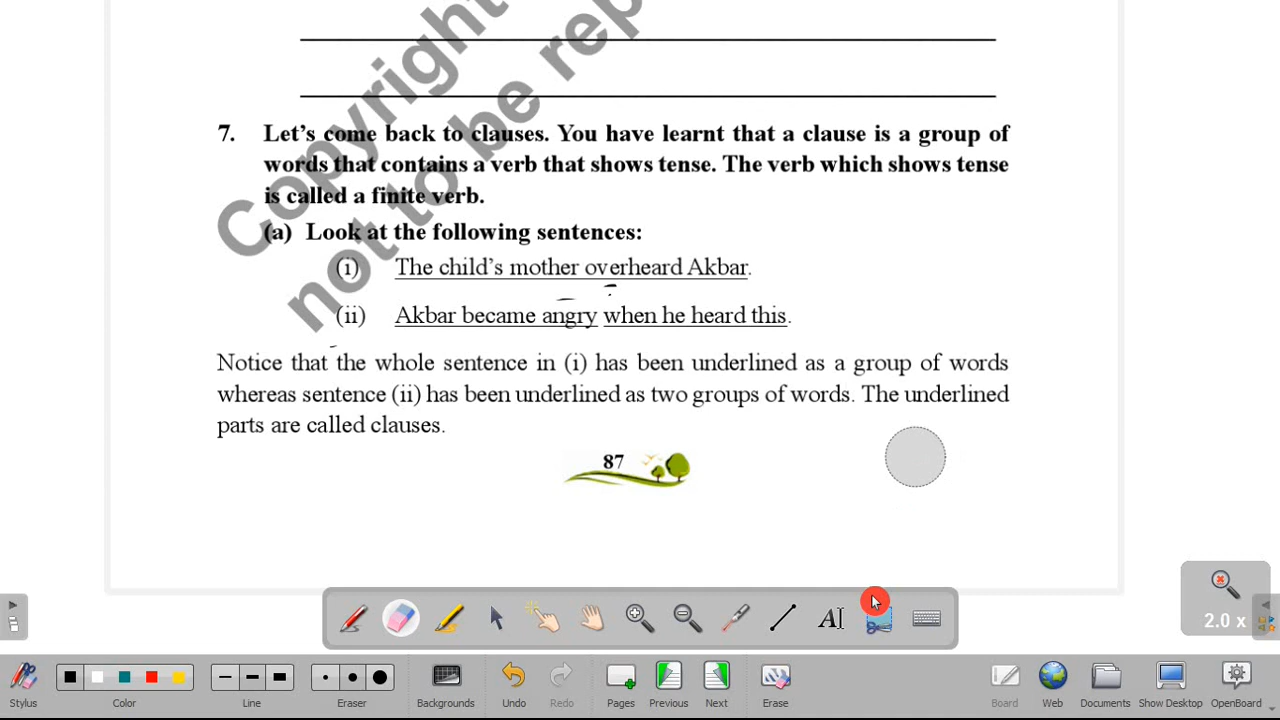 Copyright
not to be rep
7. Let's come back to clauses. You have learnt that a clause is a group of
words that contains a verb that shows tense. The verb which shows tense
is called a finite verb.
(a) Look at the following sentences:
(i) The child's mother overheard Akbar.
(ii) Akbar became angry when he heard this.
Notice that the whole sentence in (i) has been underlined as a group of words
whereas sentence (ii) has been underlined as two groups of words. The underlined
parts are called clauses.
87
AI
2.0 x
Stylus Color Line Eraser Backgrounds Undo Redo Pages Previous Next Erase Board Web Documents Show Desktop OpenBoard